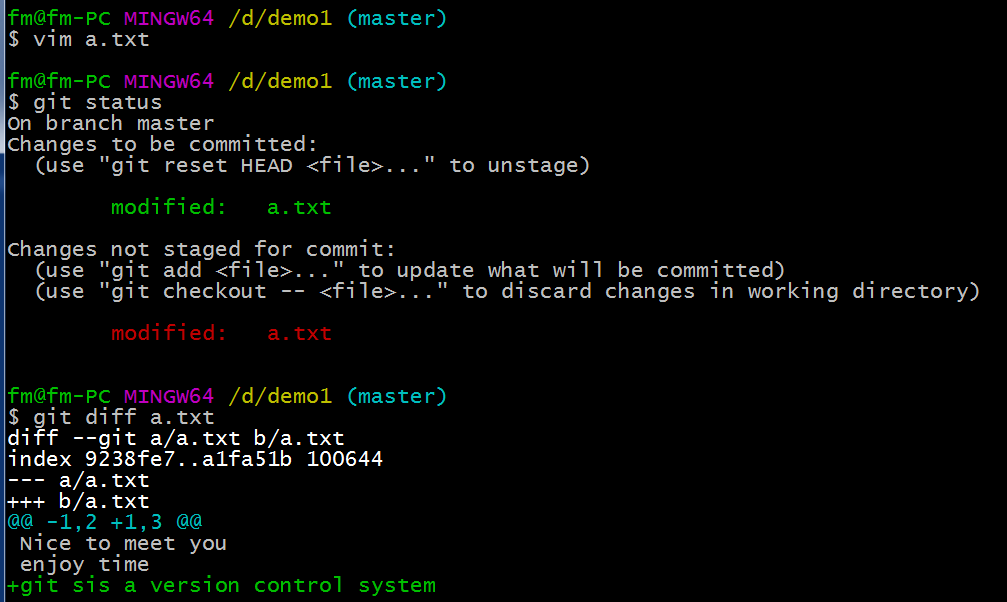 fm@fm-PC MINGW64 /d/demo1 (master)
$ vim a.txt
fm@fm-PC MINGW64 /d/demo1 (master)
$ git status
On branch master
Changes to be committed:
  (use "git reset HEAD <file>..." to unstage)
        modified:   a.txt
Changes not staged for commit:
  (use "git add <file>..." to update what will be committed)
  (use "git checkout -- <file>..." to discard changes in working directory)
        modified:   a.txt
fm@fm-PC MINGW64 /d/demo1 (master)
$ git diff a.txt
diff --git a/a.txt b/a.txt
index 9238fe7..a1fa51b 100644
--- a/a.txt
+++ b/a.txt
@@ -1,2 +1,3 @@
 Nice to meet you
 enjoy time
+git sis a version control system